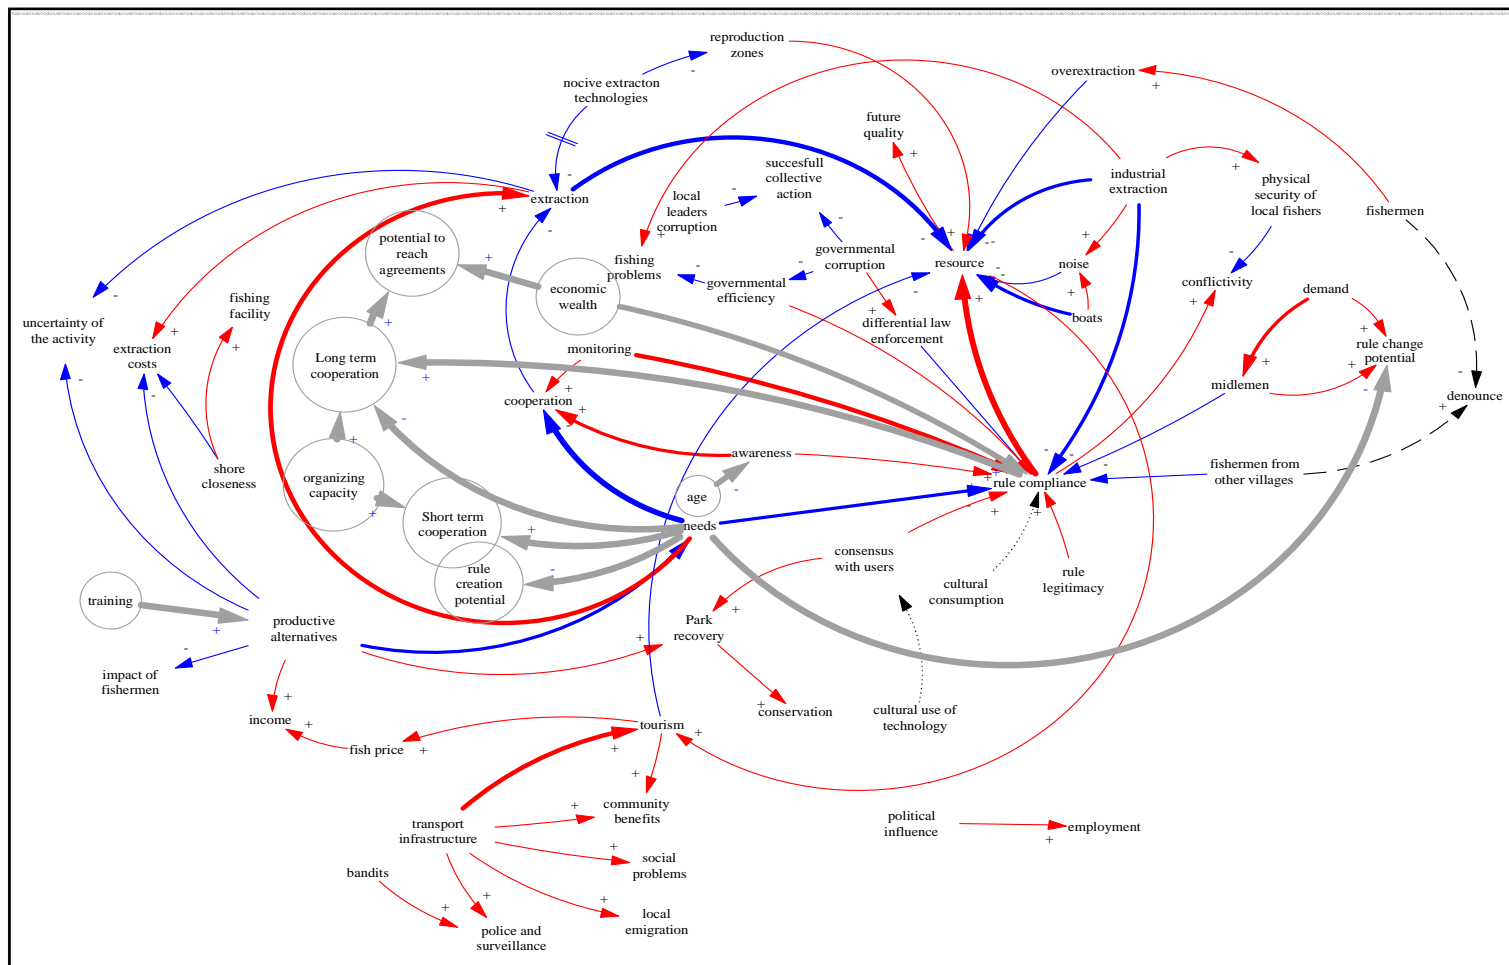 reproduction
zones
nocive extracton
technologies
overextraction
future
quality
succesfull
collective
action
industrial
extraction
physical
security of
local fishers
fishermen
extraction
local
leaders
corruption
potential to
reach
agreements
governmental
corruption
resource
noise
conflictivity
fishing
problems
governmental
efficiency
economic
wealth
demand
fishing
facility
uncertainty of
the activity
extraction
costs
differential law
enforcement
boats
rule change
potential
monitoring
Long term
cooperation
midlemen
denounce
cooperation
awareness
shore
closeness
organizing
capacity
age
rule compliance
fishermen from
other villages
Short term
cooperation
needs
rule
creation
potential
consensus
with users
cultural
consumption
rule
legitimacy
training
productive
alternatives
Park
recovery
impact of
fishermen
income
conservation
cultural use of
technology
tourism
fish price
community
benefits
transport
infrastructure
political
influence
employment
social
problems
bandits
local
emigration
police and
surveillance